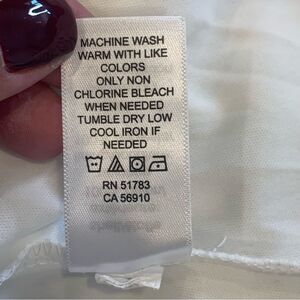 MACHINE WASH
WARM WITH LIKE
COLORS
ONLY NON
CHLORINE BLEACH
WHEN NEEDED
TUMBLE DRY LOW
COOL IRON IF
NEEDED
RN 51783
CA 56910